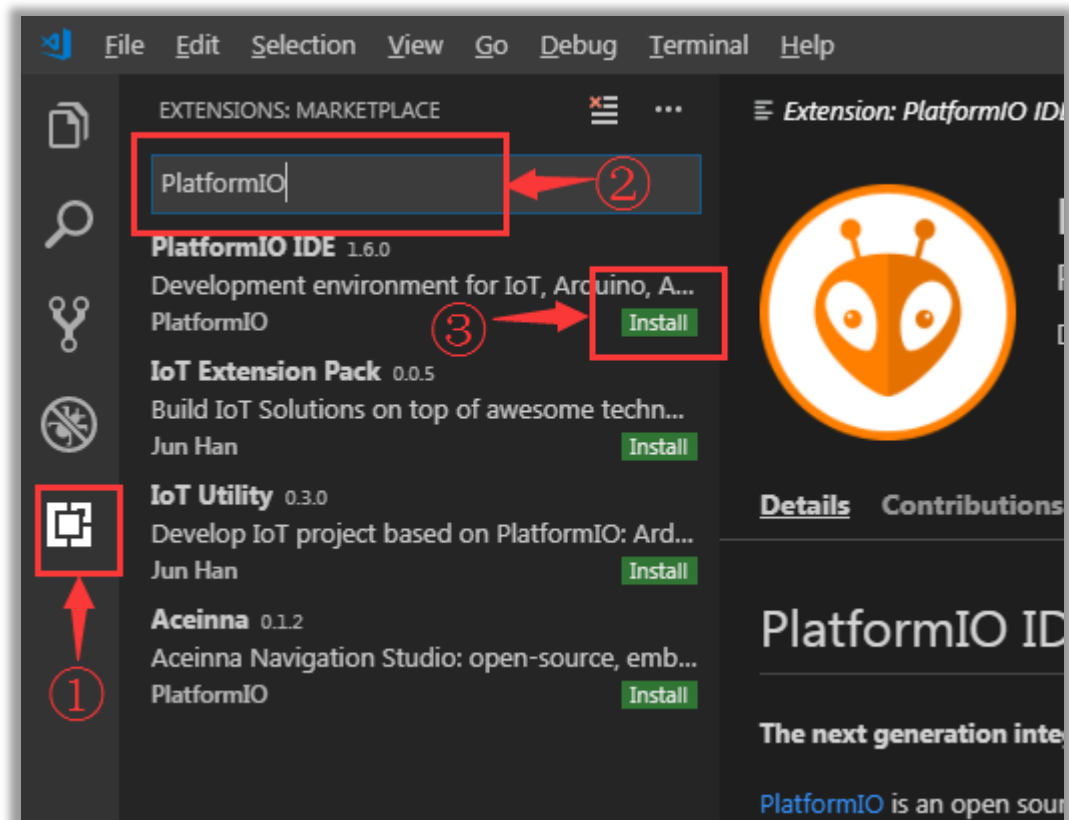 File Edit Selection View Go Debug Terminal Help
EXTENSIONS: MARKETPLACE
PlatformIO
②
PlatformIO IDE 1.6.0
Development environment for IoT, Arduino, A...
PlatformIO
Install
③
IoT Extension Pack 0.0.5
Build IoT Solutions on top of awesome techn...
Jun Han
Install
IoT Utility 0.3.0
Develop IoT project based on PlatformIO: Ard...
Jun Han
Install
①
Aceinna 0.1.2
Aceinna Navigation Studio: open-source, emb...
PlatformIO
Install
Extension: PlatformIO
Details Contributions
PlatformIO
The next generation
PlatformIO is an open